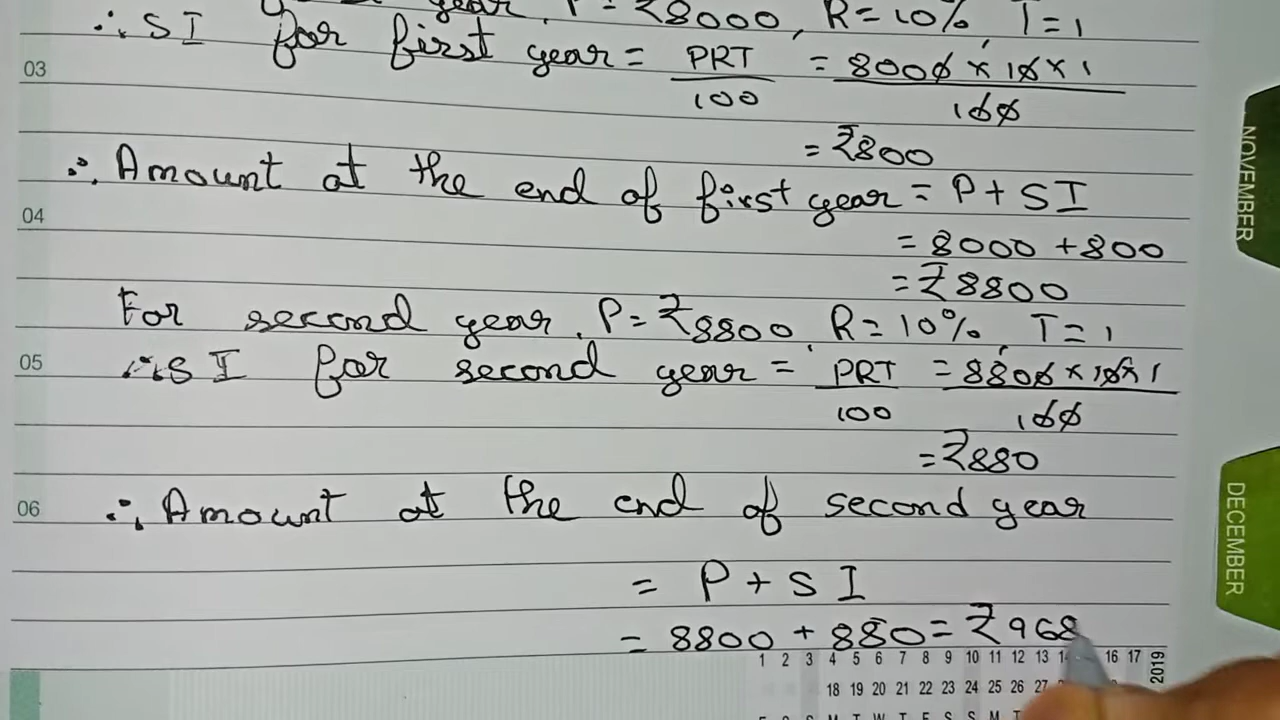 year, P = ₹8000, R = 10%, T = 1
∴ SI for first year = PRT/100 = 8000 × 10 × 1/100
03
= ₹800
∴ Amount at the end of first year = P + SI
04
= 8000 + 800
= ₹8800
For second year, P = ₹8800, R = 10%, T = 1
05
∴ SI for second year = PRT/100 = 8800 × 10 × 1/100
= ₹880
06
∴ Amount at the end of second year
= P + SI
= 8800 + 880 = ₹968
1 2 3 4 5 6 7 8 9 10 11 12 13 16 17
18 19 20 21 22 23 24 25 26 27
2019
NOVEMBER
DECEMBER